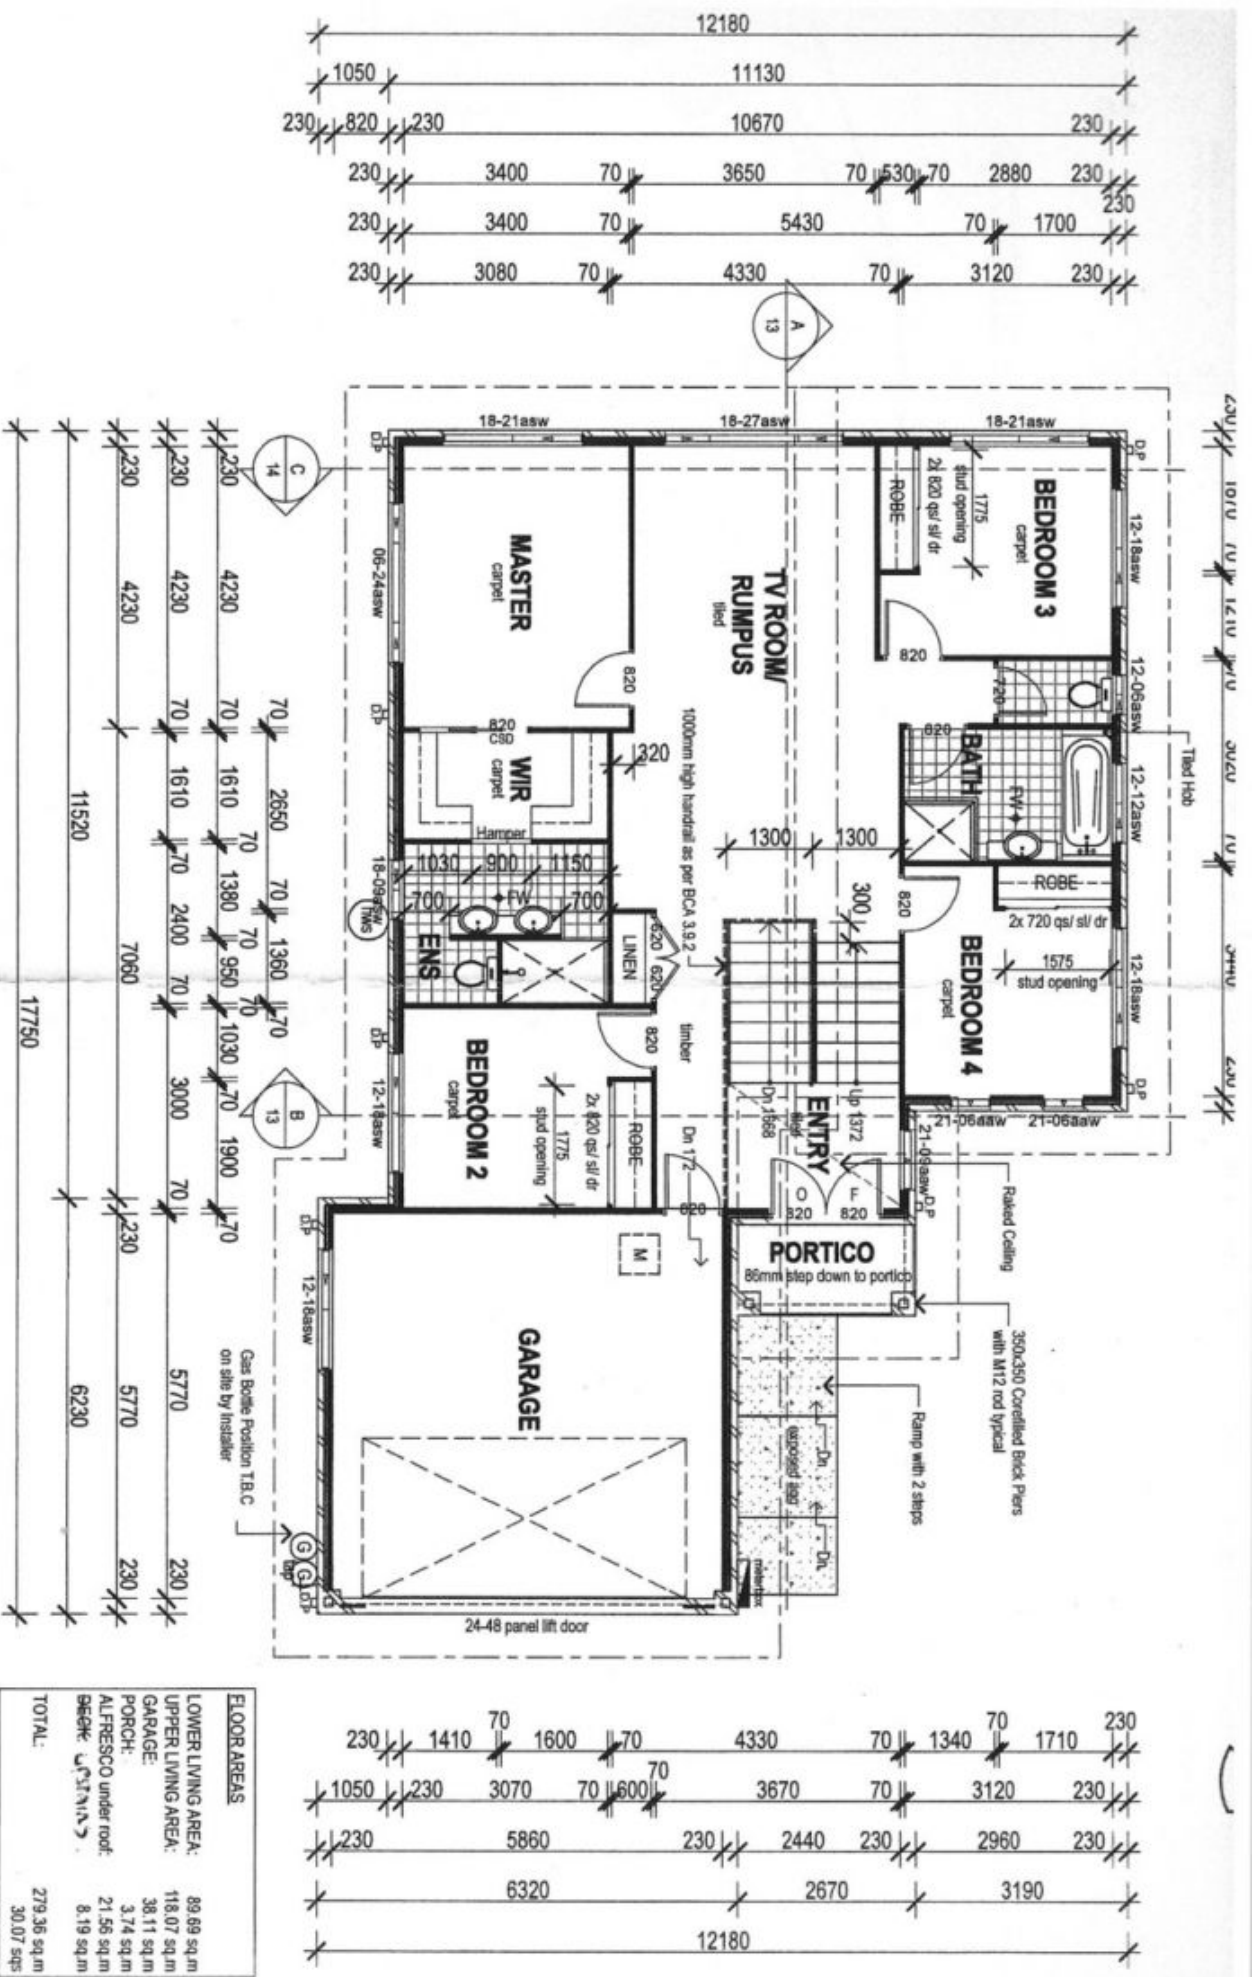 12180
1050
11130
230
820
230
10670
230
230
3400
70
3650
70
530
70
2880
230
230
230
3400
70
5430
70
1700
230
3080
70
4330
70
3120
230
A
13
18-21asw
18-27asw
18-21asw
C
14
D.P
D.P
MASTER
carpet
06-24asw
820
TV ROOM/
RUMPUS
tiled
ROBE
2x 820 qs/ sl/ dr
1775
stud opening
BEDROOM 3
carpet
12-18asw
820
720
12-06asw
Tiled Hob
820
CSD
WIR
carpet
Hamper
320
1000mm high handrail as per BCA 3.9.2
820
BATH
FW
12-12asw
1300
1300
300
820
ROBE
2x 720 qs/ sl/ dr
1575
stud opening
BEDROOM 4
carpet
12-18asw
D.P
1030
900
1150
700
FW
700
18-09asw
HWS
ENS
LINEN
620
620
D.P
B
13
12-18asw
BEDROOM 2
carpet
820
timber
2x 820 qs/ sl/ dr
1775
stud opening
ROBE
Dn 172
820
Dn 1668
tiled
Up 1372
ENTRY
21-06aaw
21-06aaw
21-09aaw
D.P
Raked Ceiling
O
F
820
820
PORTICO
86mm step down to portico
350x350 Corefilled Brick Piers
with M12 rod typical
Ramp with 2 steps
Dn
exposed agg
Dn
meterbox
D.P
12-18asw
M
GARAGE
24-48 panel lift door
Gas Bottle Position T.B.C
on site by Installer
G
G
tap
D.P
70
2650
70
1360
70
230
4230
70
1610
70
1380
70
950
70
1030
70
1900
70
230
4230
70
1610
70
2400
70
3000
70
5770
230
230
4230
7060
230
5770
230
11520
6230
17750
230
1410
70
1600
70
4330
70
1340
70
1710
230
1050
230
3070
70
600
70
3670
70
3120
230
230
5860
230
2440
230
2960
230
6320
2670
3190
12180
FLOOR AREAS
LOWER LIVING AREA: 89.69 sq.m
UPPER LIVING AREA: 118.07 sq.m
GARAGE: 38.11 sq.m
PORCH: 3.74 sq.m
ALFRESCO under roof: 21.56 sq.m
DECK: 8.19 sq.m
TOTAL: 279.36 sq.m
30.07 sqs